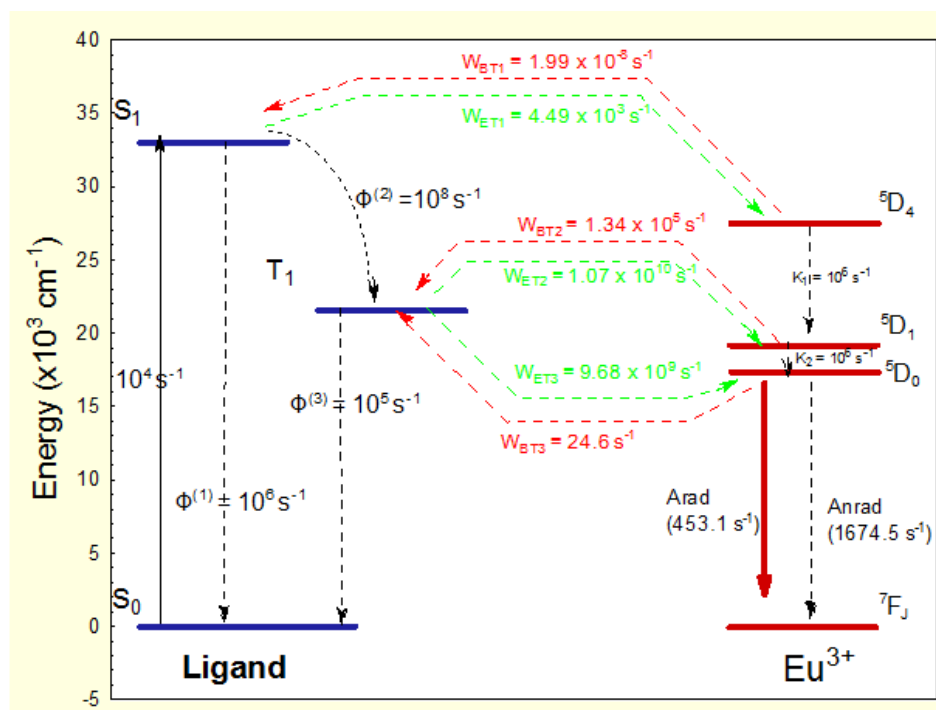 40
35
30
25
20
15
10
5
0
-5
Energy (x10³ cm⁻¹)
W_BT1 = 1.99 x 10⁻⁸ s⁻¹
W_ET1 = 4.49 x 10³ s⁻¹
S₁
⁵D₄
Φ⁽²⁾ = 10⁸ s⁻¹
W_BT2 = 1.34 x 10⁵ s⁻¹
W_ET2 = 1.07 x 10¹⁰ s⁻¹
K₁ = 10⁶ s⁻¹
T₁
⁵D₁
K₂ = 10⁶ s⁻¹
⁵D₀
W_ET3 = 9.68 x 10⁹ s⁻¹
10⁴ s⁻¹
Φ⁽³⁾ = 10⁵ s⁻¹
W_BT3 = 24.6 s⁻¹
Φ⁽¹⁾ = 10⁶ s⁻¹
Arad
(453.1 s⁻¹)
Anrad
(1674.5 s⁻¹)
S₀
⁷F_J
Ligand
Eu³⁺